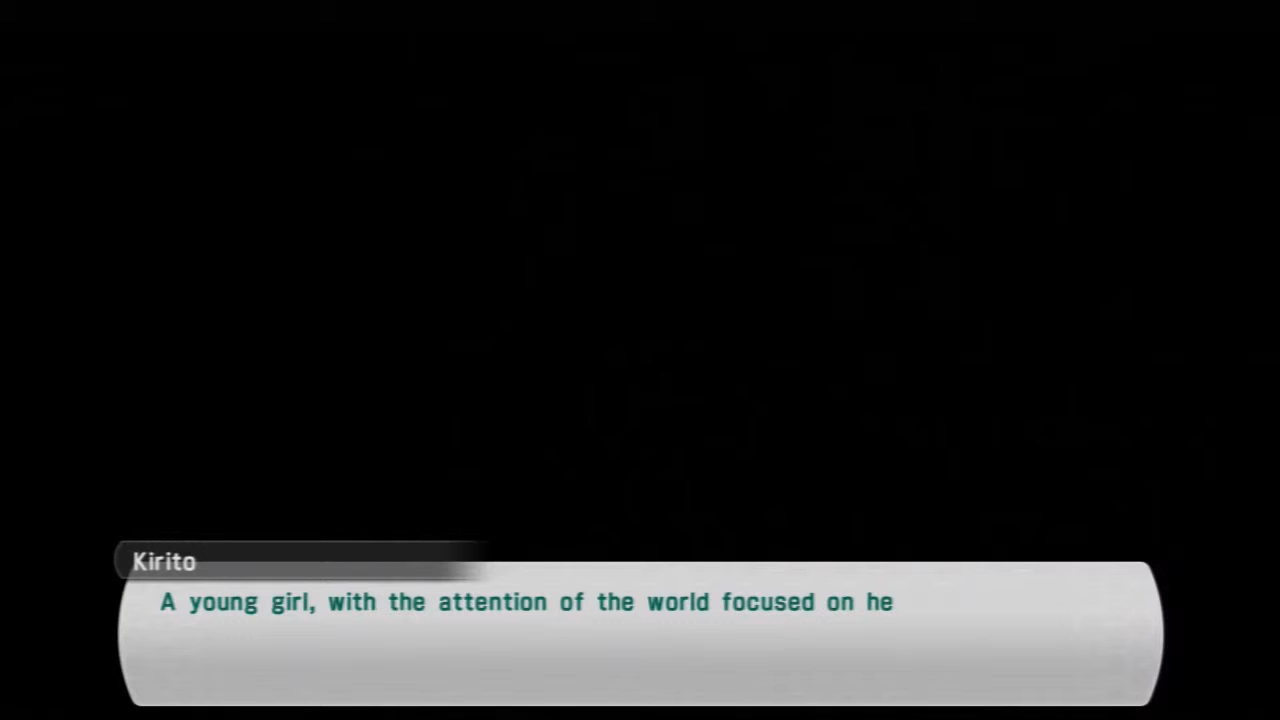 Kirito
A young girl, with the attention of the world focused on he